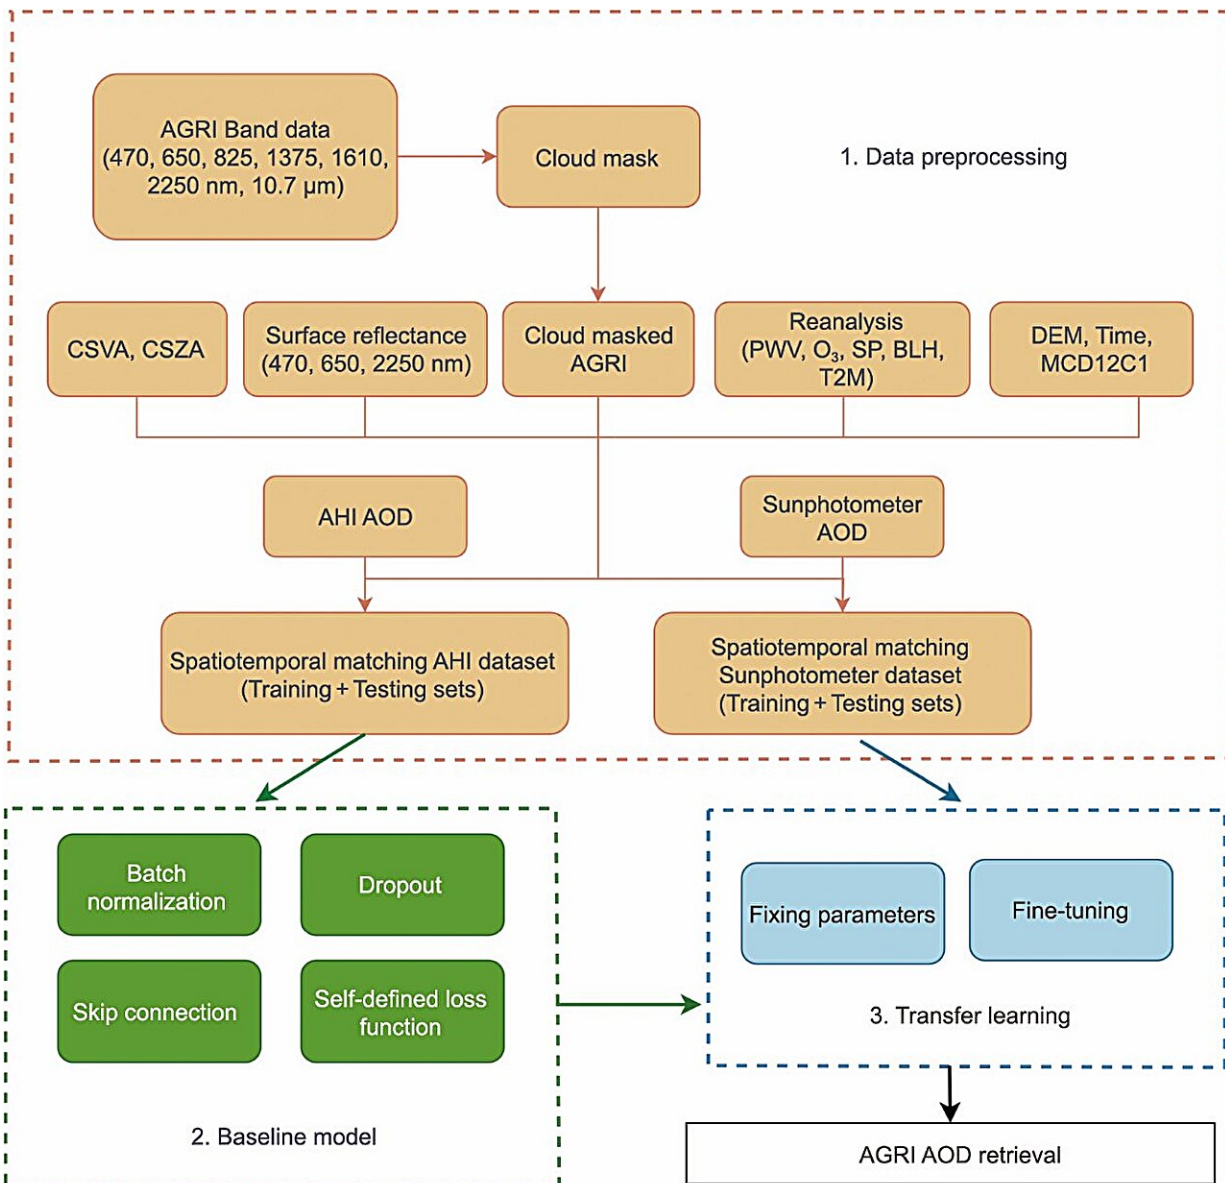 AGRI Band data
(470, 650, 825, 1375, 1610,
2250 nm, 10.7 µm)
Cloud mask
1. Data preprocessing
CSVA, CSZA
Surface reflectance
(470, 650, 2250 nm)
Cloud masked
AGRI
Reanalysis
(PWV, O₃, SP, BLH,
T2M)
DEM, Time,
MCD12C1
AHI AOD
Sunphotometer
AOD
Spatiotemporal matching AHI dataset
(Training + Testing sets)
Spatiotemporal matching
Sunphotometer dataset
(Training + Testing sets)
Batch
normalization
Dropout
Skip connection
Self-defined loss
function
2. Baseline model
Fixing parameters
Fine-tuning
3. Transfer learning
AGRI AOD retrieval